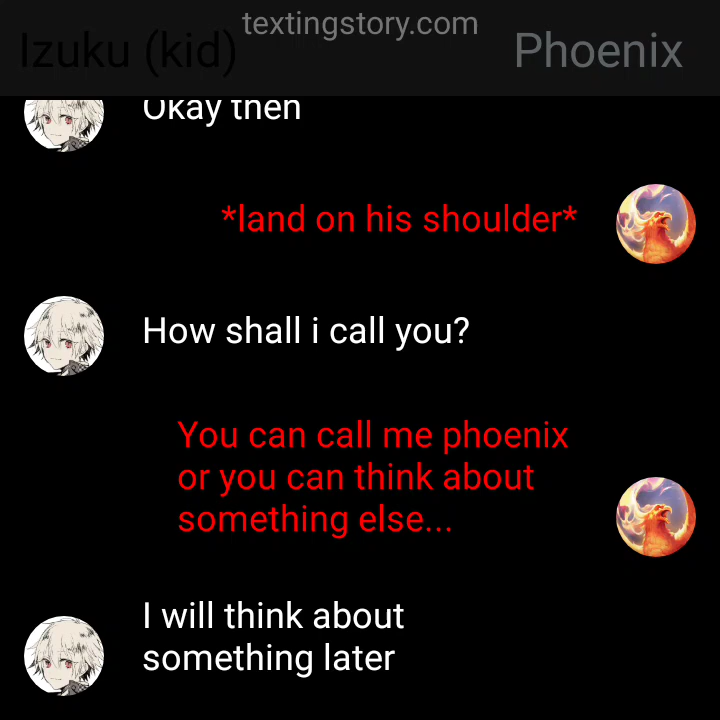 textingstory.com
Izuku (kid)
Phoenix
Okay then
*land on his shoulder*
How shall i call you?
You can call me phoenix
or you can think about
something else...
I will think about
something later